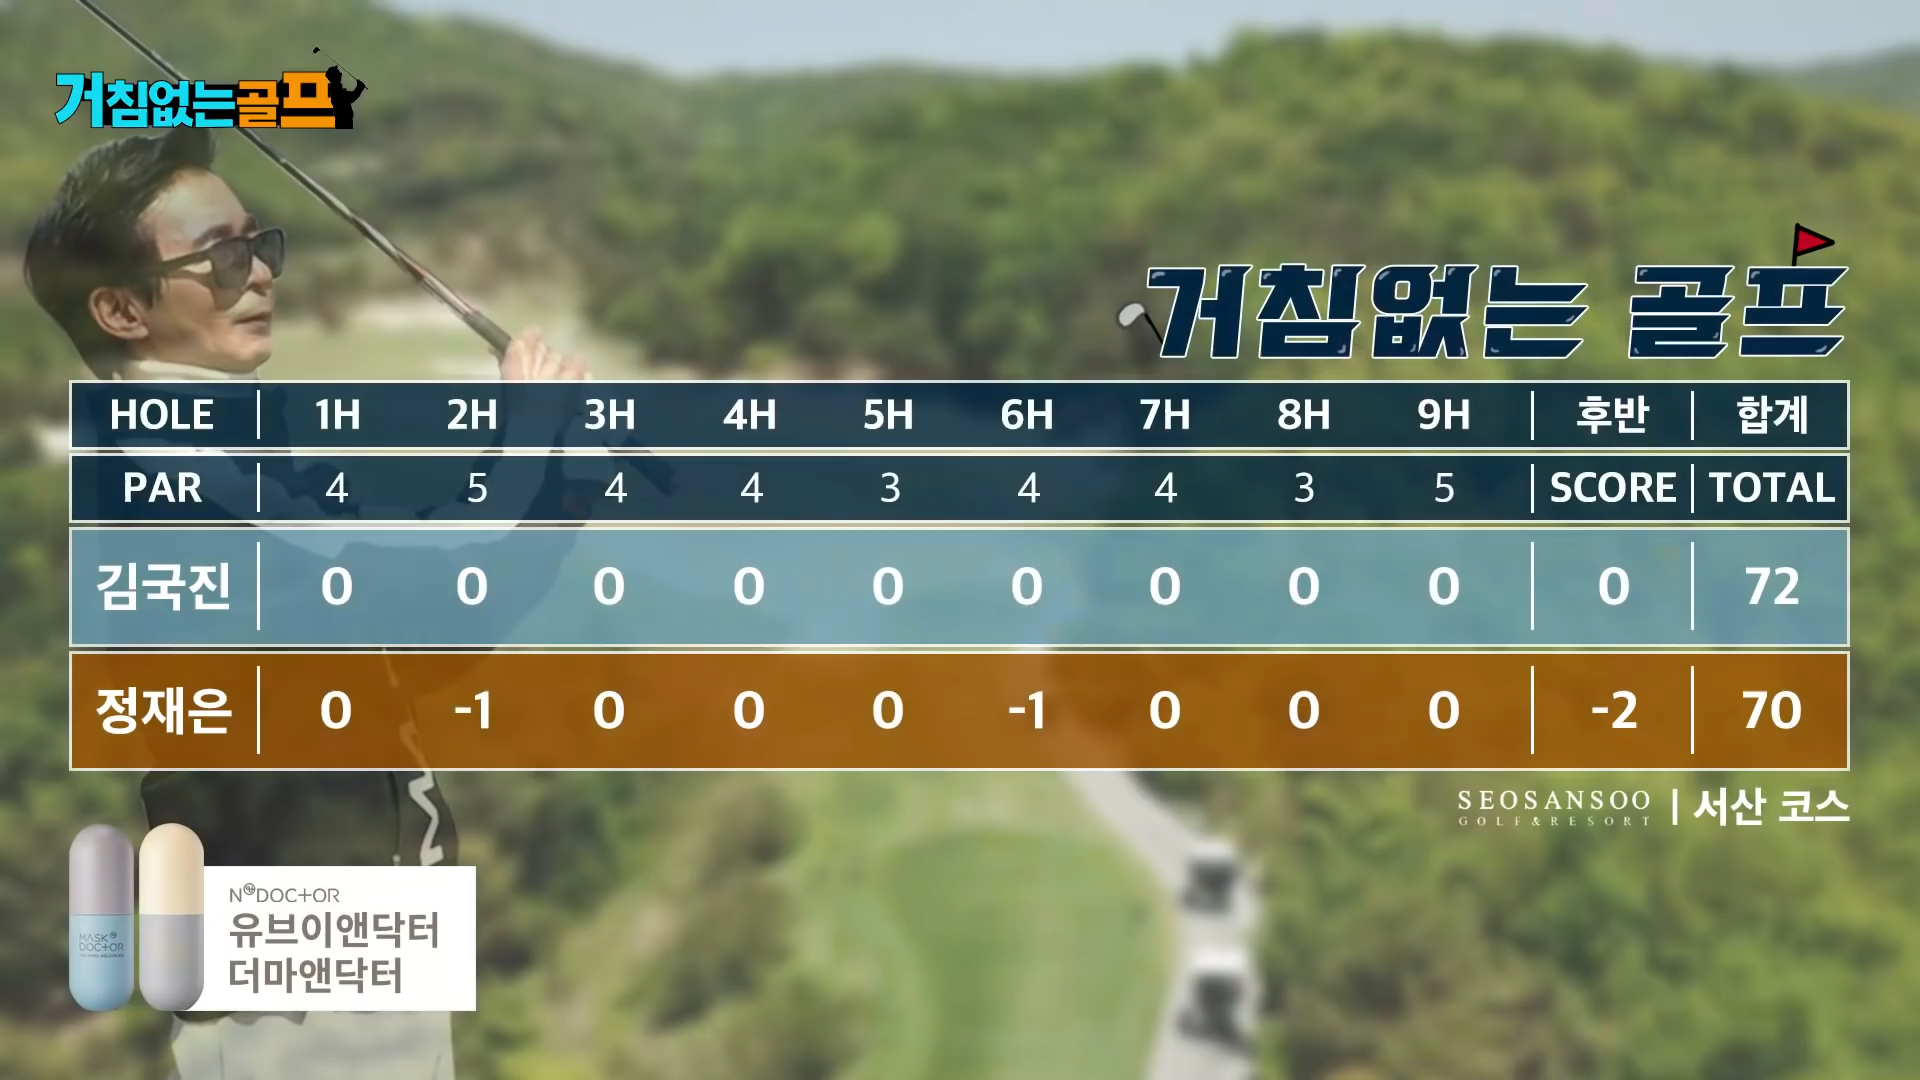 거침없는골프
거침없는 골프
HOLE 1H 2H 3H 4H 5H 6H 7H 8H 9H 후반 합계
PAR 4 5 4 4 3 4 4 3 5 SCORE TOTAL
김국진 0 0 0 0 0 0 0 0 0 0 72
정재은 0 -1 0 0 0 -1 0 0 0 -2 70
SEOSANSOO | 서산 코스
GOLF & RESORT
MASK
DOCTOR
N DOCTOR
유브이앤닥터
더마앤닥터